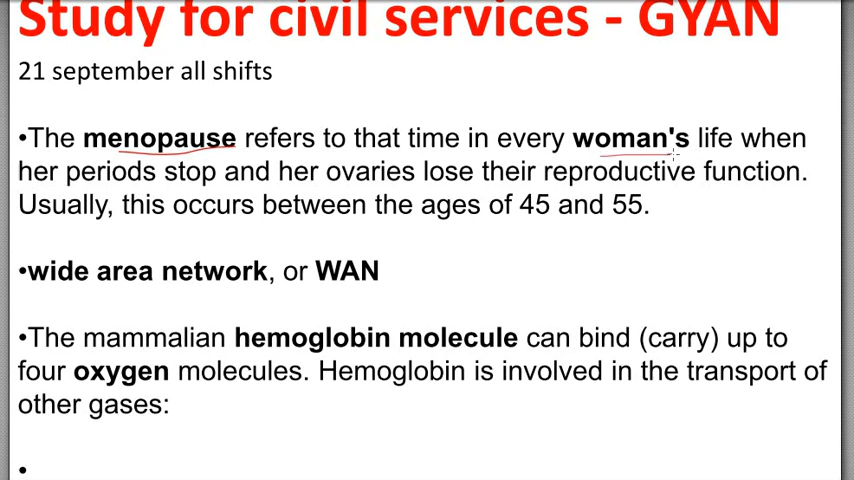 Study for civil services - GYAN
21 september all shifts
•The menopause refers to that time in every woman's life when
her periods stop and her ovaries lose their reproductive function.
Usually, this occurs between the ages of 45 and 55.
•wide area network, or WAN
•The mammalian hemoglobin molecule can bind (carry) up to
four oxygen molecules. Hemoglobin is involved in the transport of
other gases:
•